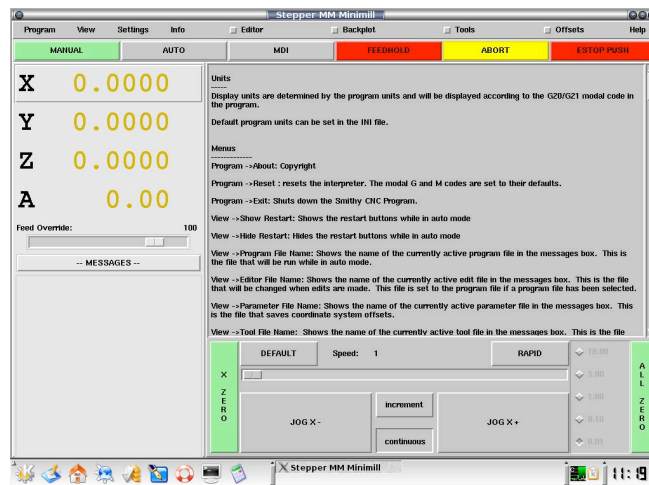 Stepper MM Minimill
Program View Settings Info Editor Backplot Tools Offsets Help
MANUAL AUTO MDI FEEDHOLD ABORT ESTOP PUSH
X 0.0000
Y 0.0000
Z 0.0000
A 0.00
Feed Override: 100
-- MESSAGES --
Units
-----
Display units are determined by the program units and will be displayed according to the G20/G21 modal code in
the program.
Default program units can be set in the INI file.
Menus
-------------
Program ->About: Copyright
Program ->Reset : resets the interpreter. The modal G and M codes are set to their defaults.
Program ->Exit: Shuts down the Smithy CNC Program.
View ->Show Restart: Shows the restart buttons while in auto mode
View ->Hide Restart: Hides the restart buttons while in auto mode
View ->Program File Name: Shows the name of the currently active program file in the messages box. This is
the file that will be run while in auto mode.
View ->Editor File Name: Shows the name of the currently active edit file in the messages box. This is the file
that will be changed when edits are made. This file is set to the program file if a program file has been selected.
View ->Parameter File Name: Shows the name of the currently active parameter file in the messages box. This
is the file that saves coordinate system offsets.
View ->Tool File Name: Shows the name of the currently active tool file in the messages box. This is the file
X ZERO
DEFAULT Speed: 1 RAPID
JOG X -
increment
continuous
JOG X +
10.00
5.00
1.00
0.10
0.01
ALL ZERO
X Stepper MM Minimill
11:19